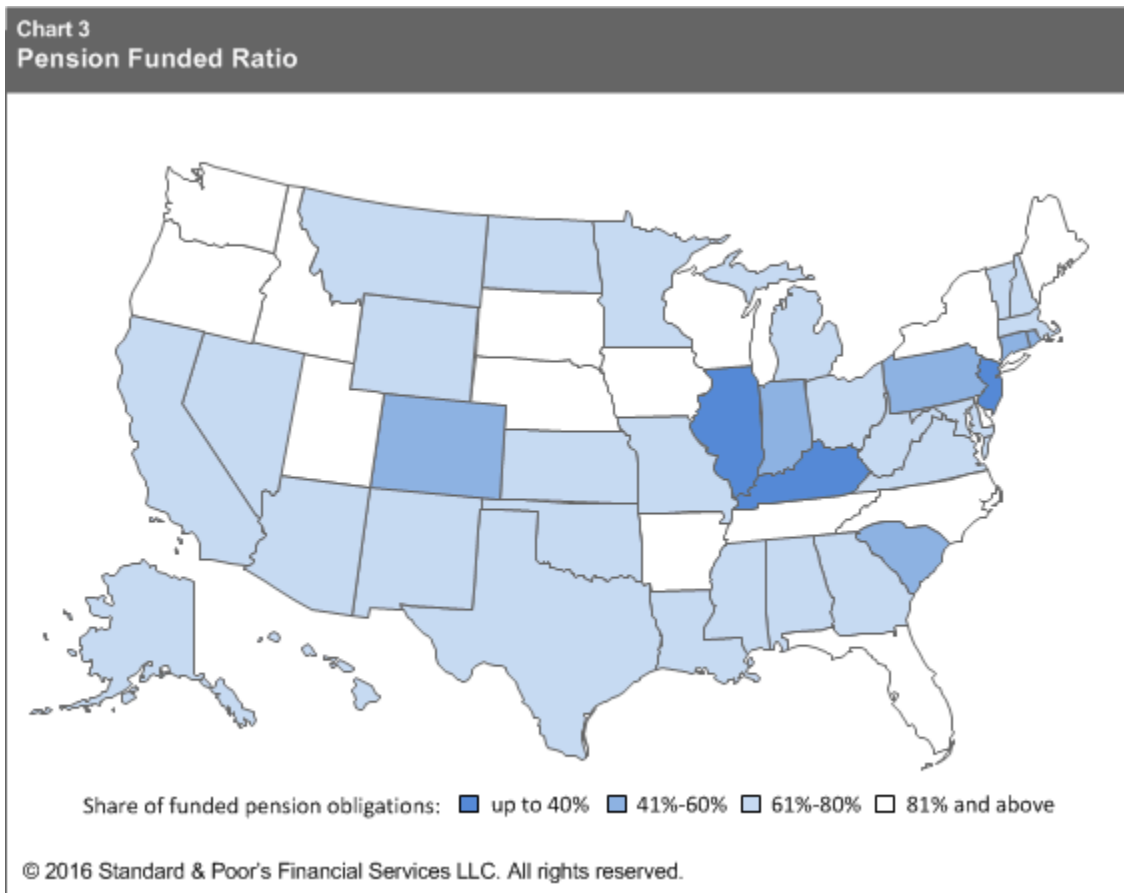 Chart 3
Pension Funded Ratio
Share of funded pension obligations: up to 40% 41%-60% 61%-80% 81% and above
© 2016 Standard & Poor's Financial Services LLC. All rights reserved.